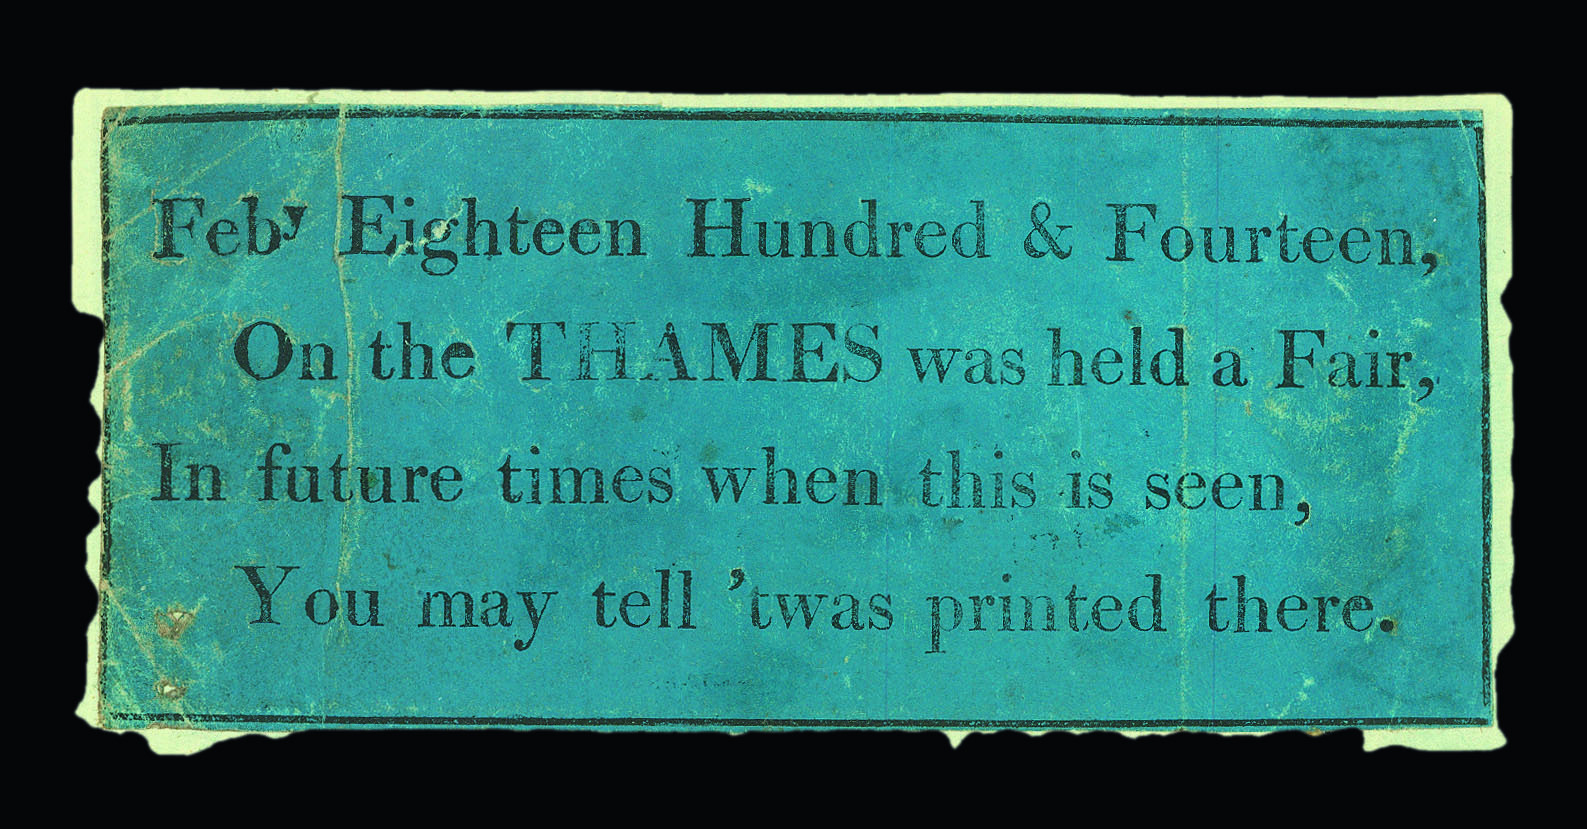 Feby Eighteen Hundred & Fourteen,
On the THAMES was held a Fair,
In future times when this is seen,
You may tell ’twas printed there.